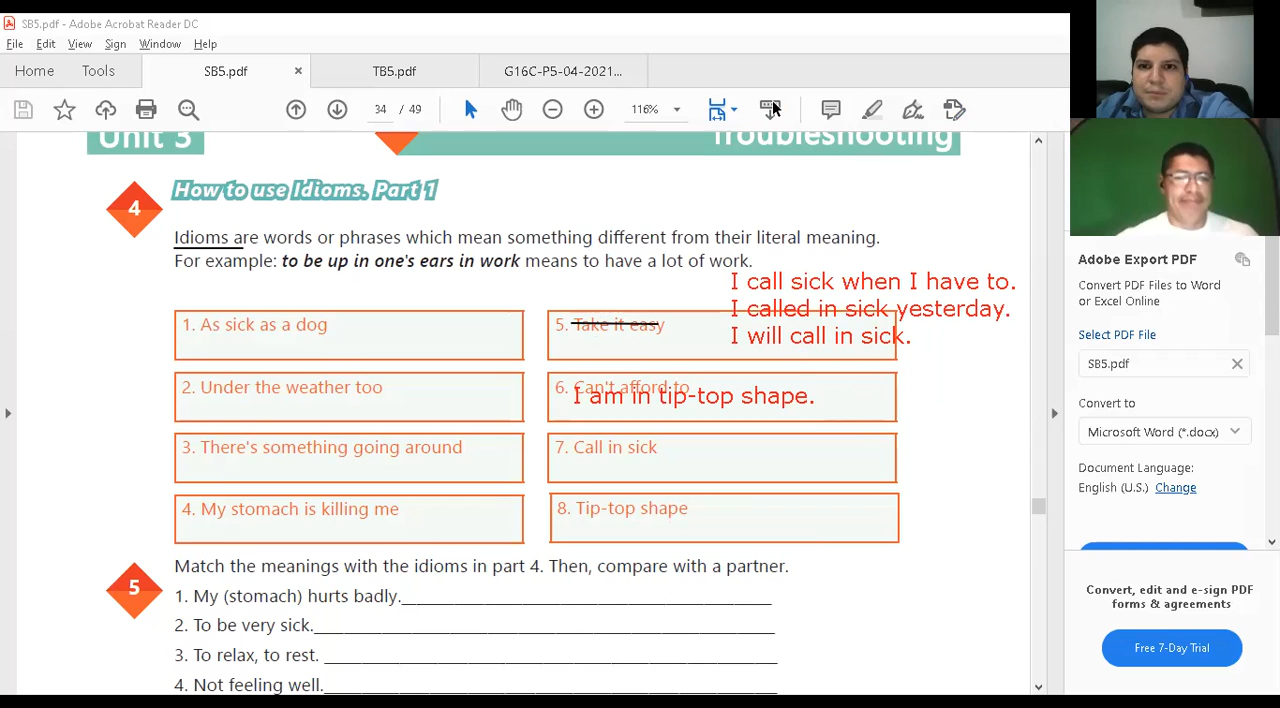 SB5.pdf - Adobe Acrobat Reader DC
File Edit View Sign Window Help
Home Tools SB5.pdf × TB5.pdf G16C-P5-04-2021...
34 / 49 116%
Unit 3 Troubleshooting
4 How to use Idioms. Part 1
Idioms are words or phrases which mean something different from their literal meaning.
For example: to be up in one's ears in work means to have a lot of work.
I call sick when I have to.
I called in sick yesterday.
I will call in sick.
1. As sick as a dog
5. Take it easy
2. Under the weather too
6. Can't afford to
I am in tip-top shape.
3. There's something going around
7. Call in sick
4. My stomach is killing me
8. Tip-top shape
5 Match the meanings with the idioms in part 4. Then, compare with a partner.
1. My (stomach) hurts badly.
2. To be very sick.
3. To relax, to rest.
4. Not feeling well.
Adobe Export PDF
Convert PDF Files to Word
or Excel Online
Select PDF File
SB5.pdf
Convert to
Microsoft Word (*.docx)
Document Language:
English (U.S.) Change
Convert, edit and e-sign PDF
forms & agreements
Free 7-Day Trial